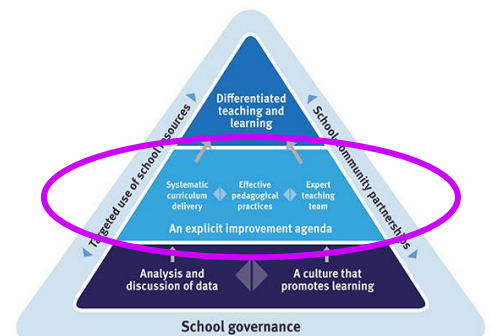 Differentiated
teaching and
learning
Targeted use of school resources
School community partnerships
Systematic
curriculum
delivery
Effective
pedagogical
practices
Expert
teaching
team
An explicit improvement agenda
Analysis and
discussion of data
A culture that
promotes learning
School governance